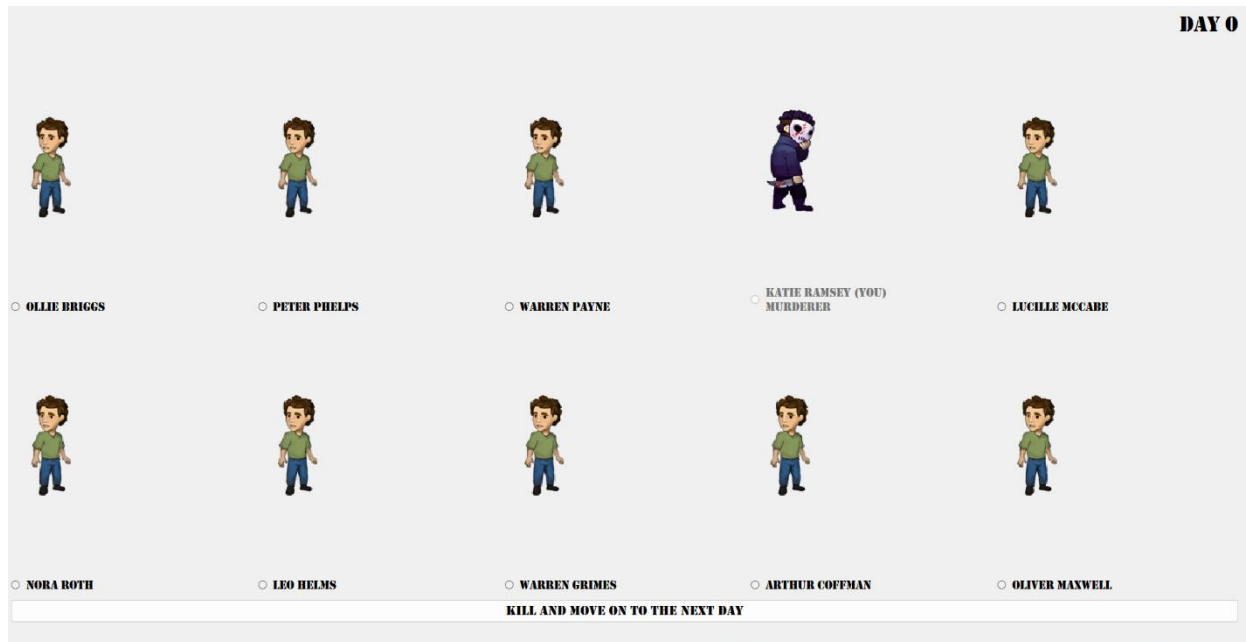 DAY 0
OLLIE BRIGGS
PETER PHELPS
WARREN PAYNE
KATIE RAMSEY (YOU)
MURDERER
LUCILLE MCCABE
NORA ROTH
LEO HELMS
WARREN GRIMES
ARTHUR COFFMAN
OLIVER MAXWELL
KILL AND MOVE ON TO THE NEXT DAY